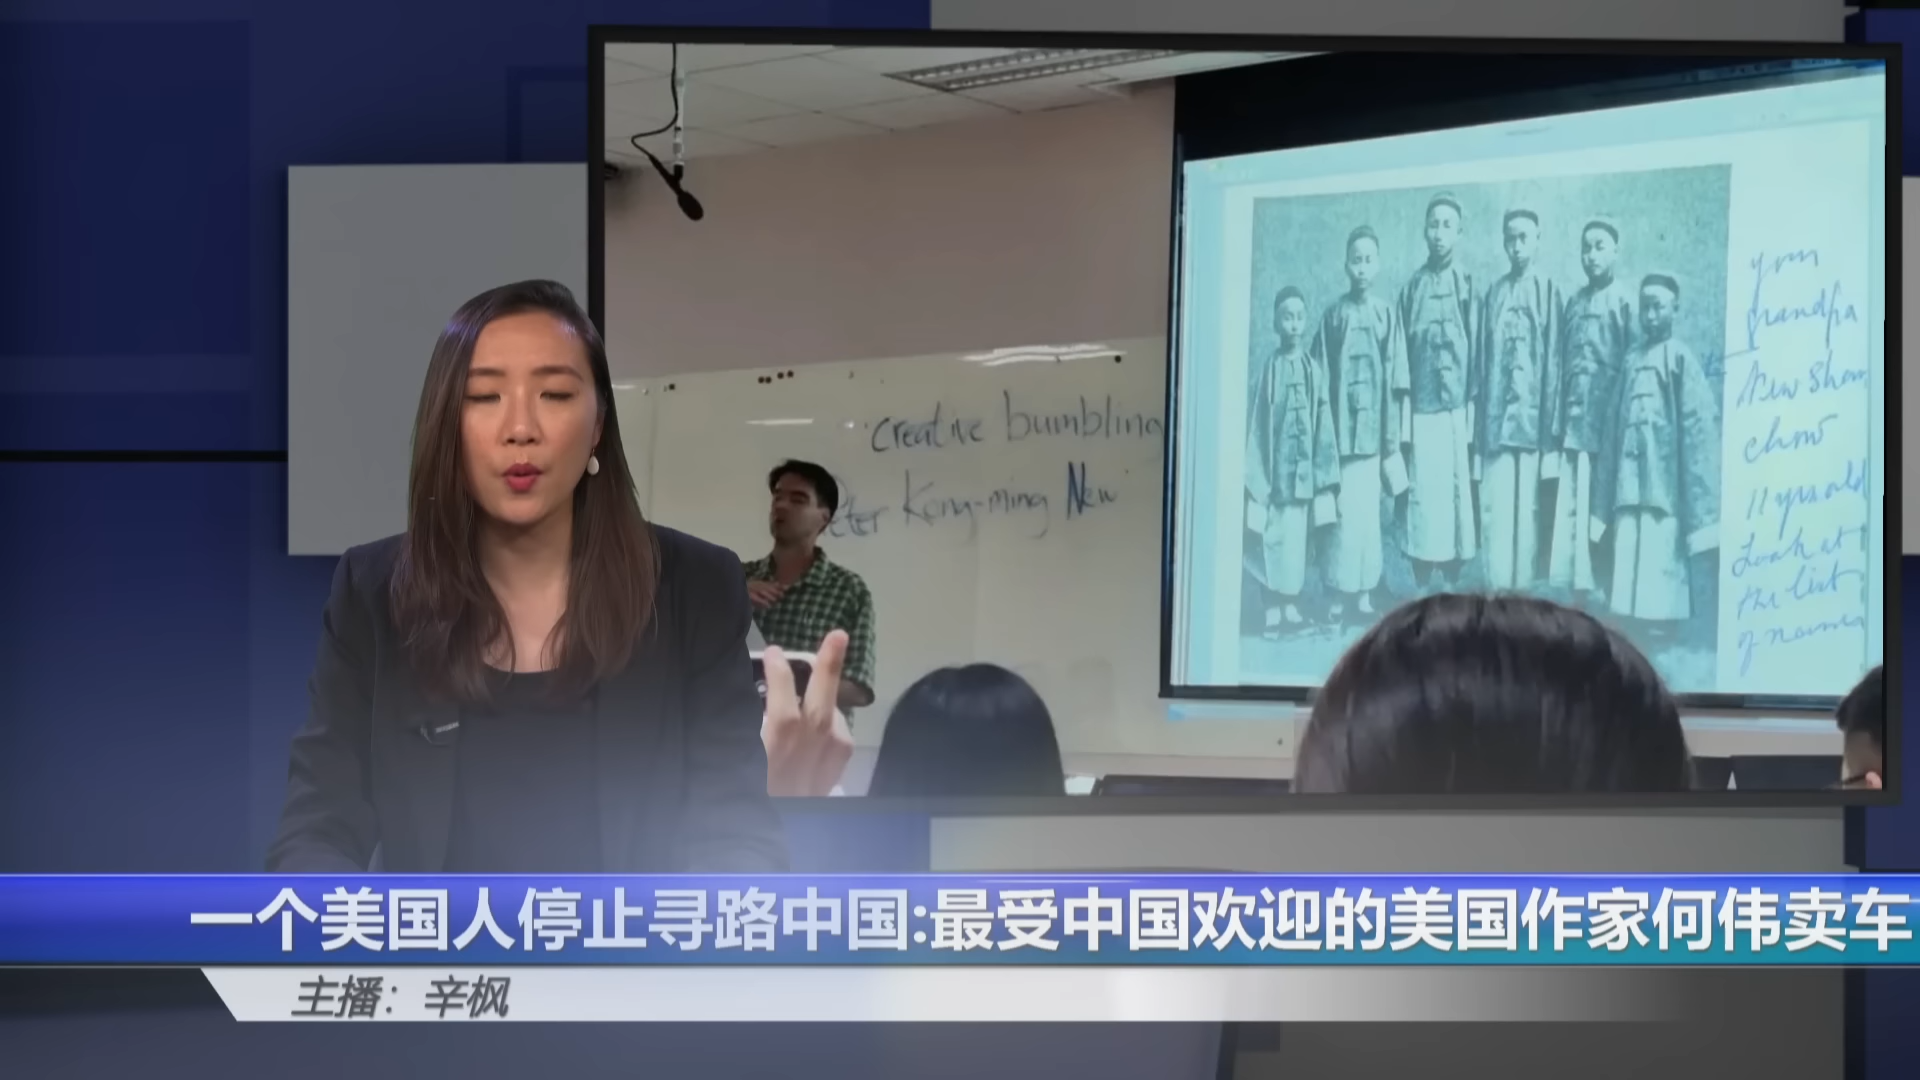 creative bumbling
Peter Kong-ming New
your
grandpa
New Shou
chow
11 yrs old
Look at
the list
of names
一个美国人停止寻路中国:最受中国欢迎的美国作家何伟卖车
主播：辛枫